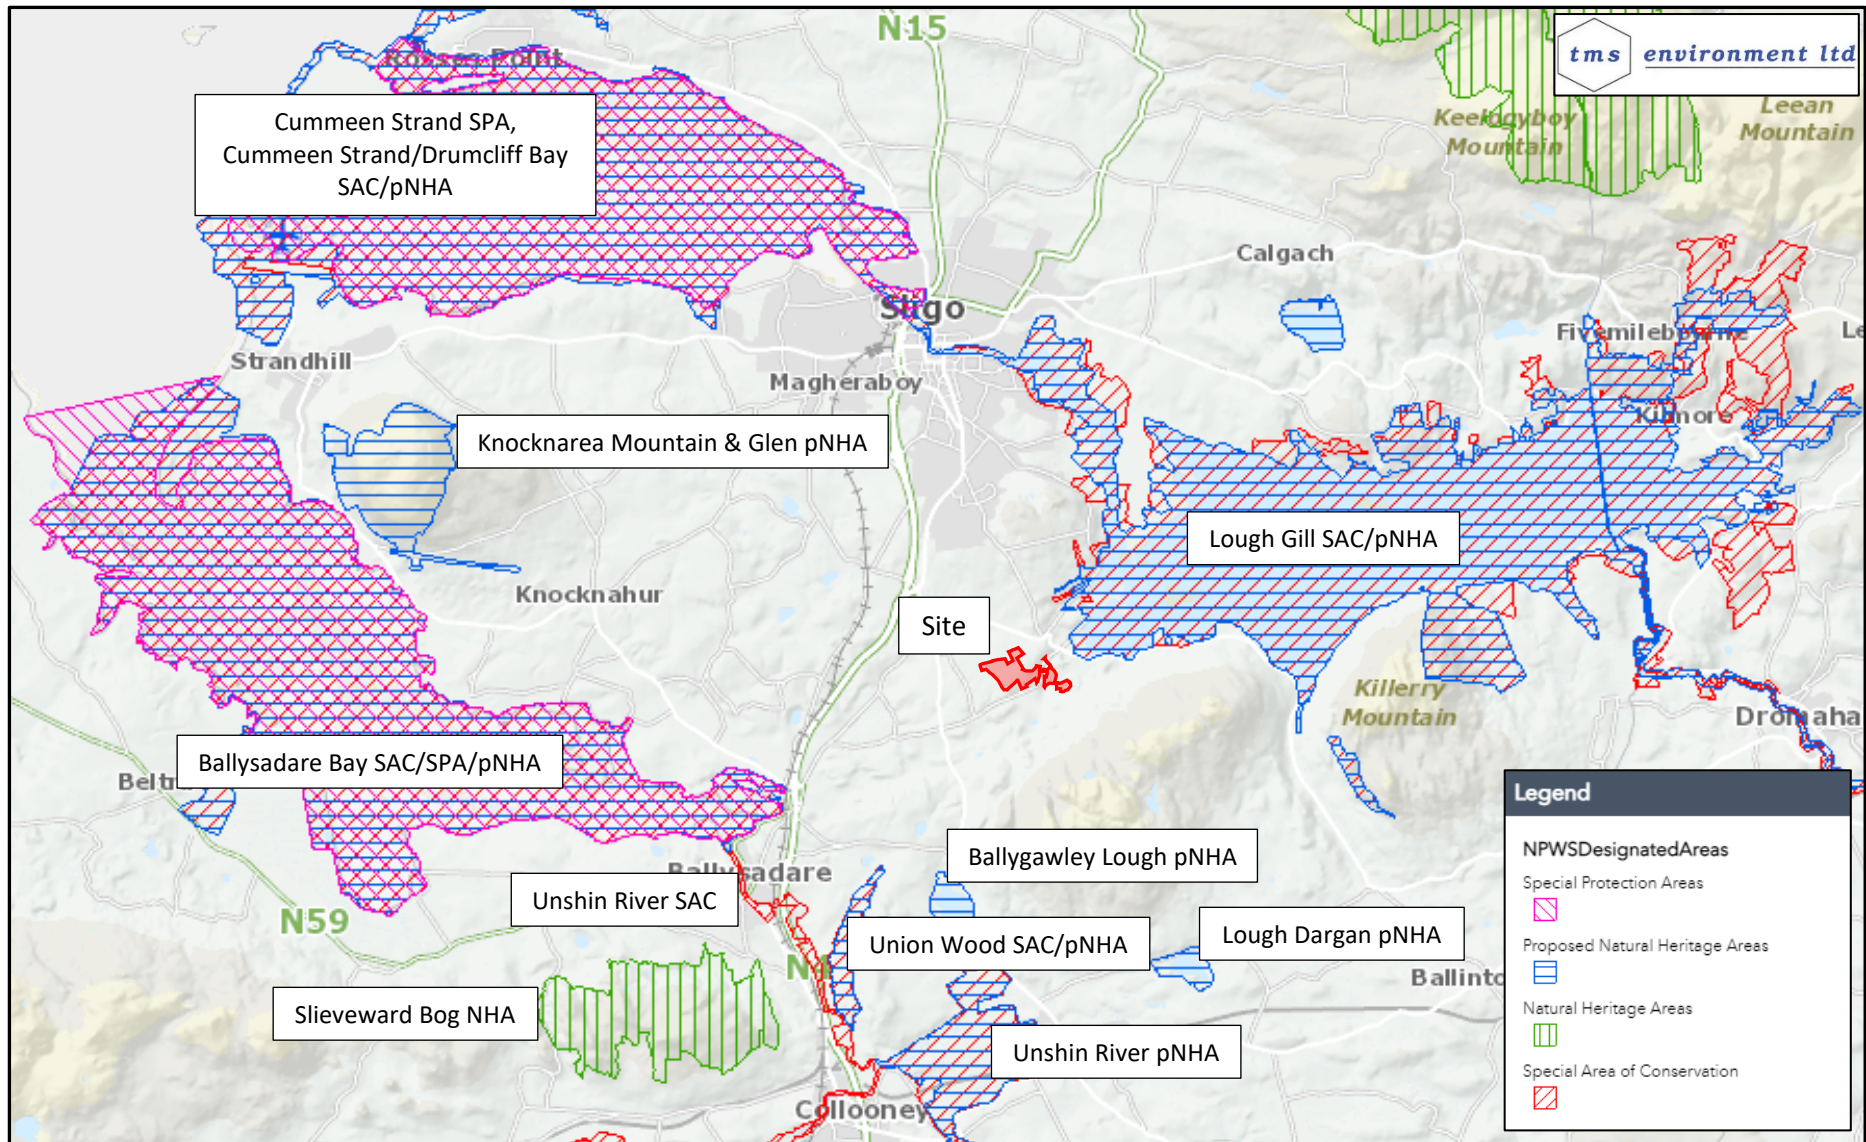 N15
tms environment ltd
Rosses Point
Cummeen Strand SPA,
Cummeen Strand/Drumcliff Bay
SAC/pNHA
Keelogyboy
Mountain
Leean
Mountain
Calgach
Sligo
Fivemilebourne
Strandhill
Magheraboy
Kilmore
Knocknarea Mountain & Glen pNHA
Lough Gill SAC/pNHA
Knocknahur
Site
Killerry
Mountain
Dromaha
Ballysadare Bay SAC/SPA/pNHA
Ballysadare
Ballygawley Lough pNHA
Unshin River SAC
N59
Union Wood SAC/pNHA
Lough Dargan pNHA
Ballinto
Slieveward Bog NHA
Unshin River pNHA
Collooney
Legend
NPWSDesignatedAreas
Special Protection Areas
Proposed Natural Heritage Areas
Natural Heritage Areas
Special Area of Conservation